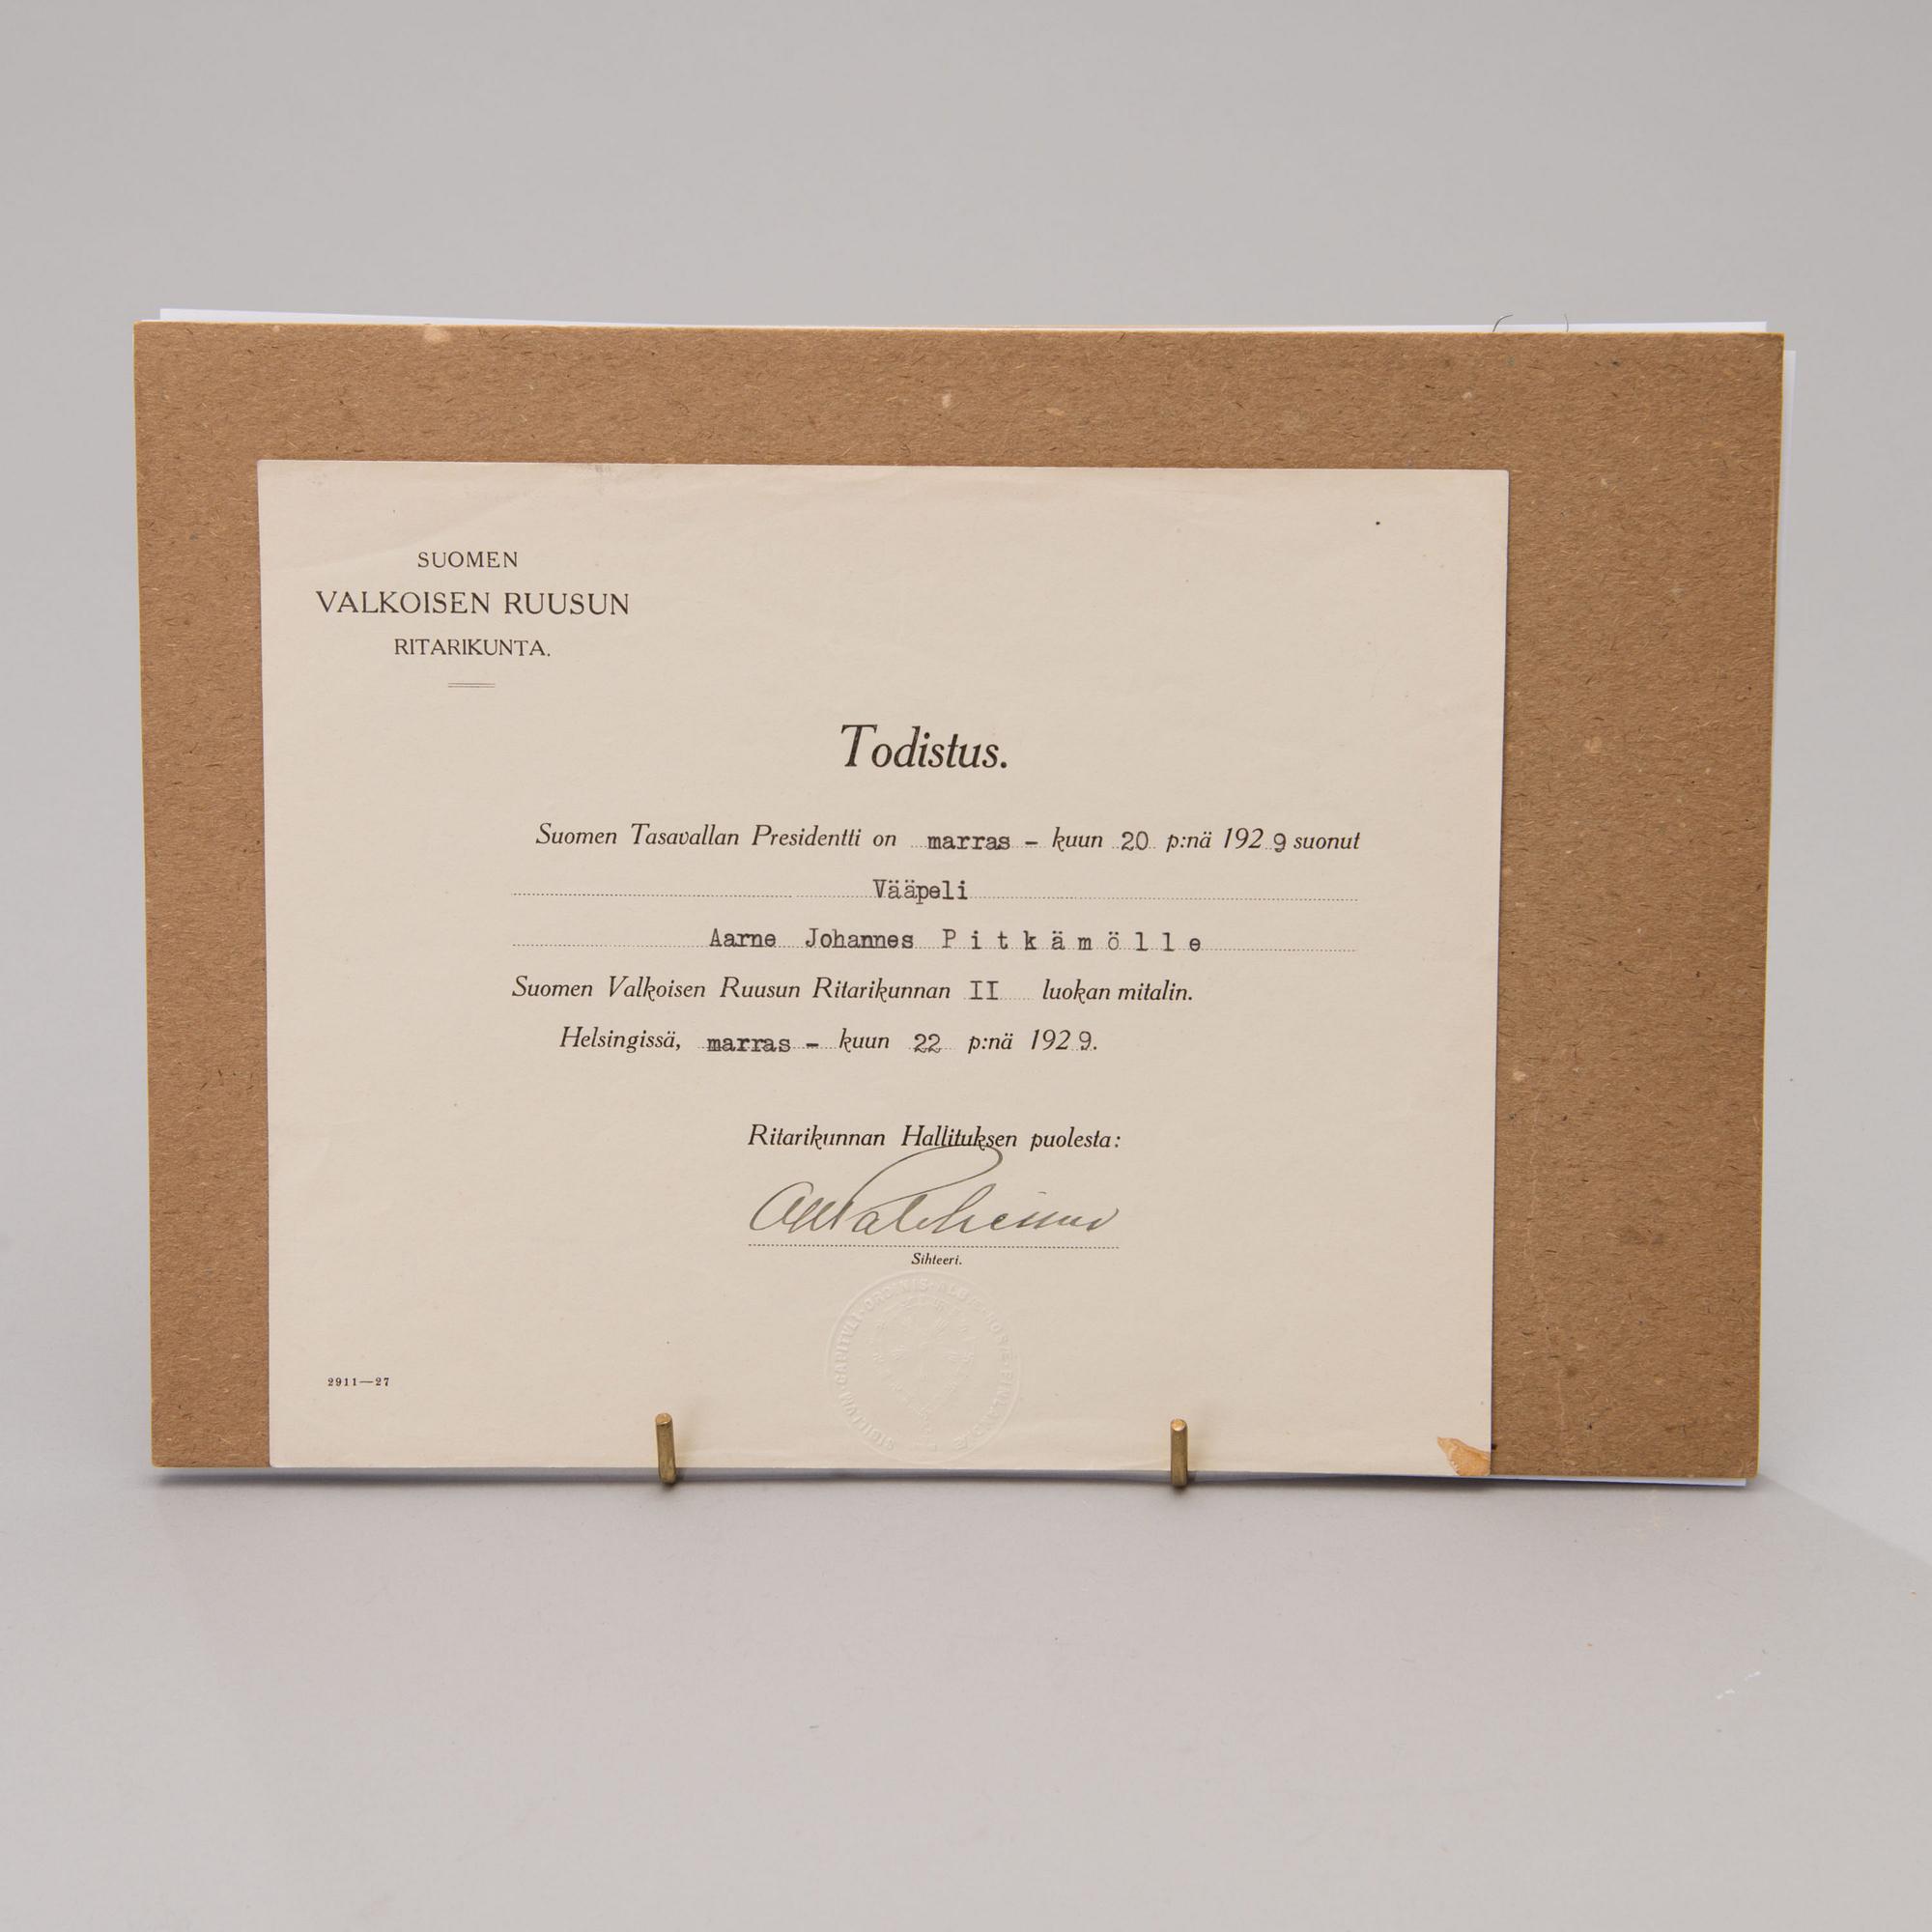 SUOMEN
VALKOISEN RUUSUN
RITARIKUNTA.
Todistus.
Suomen Tasavallan Presidentti on marras - kuun 20 p:nä 1929 suonut
Vääpeli
Aarne Johannes Pitkämölle
Suomen Valkoisen Ruusun Ritarikunnan II luokan mitalin.
Helsingissä, marras - kuun 22 p:nä 1929.
Ritarikunnan Hallituksen puolesta:
Sihteeri.
2911—27